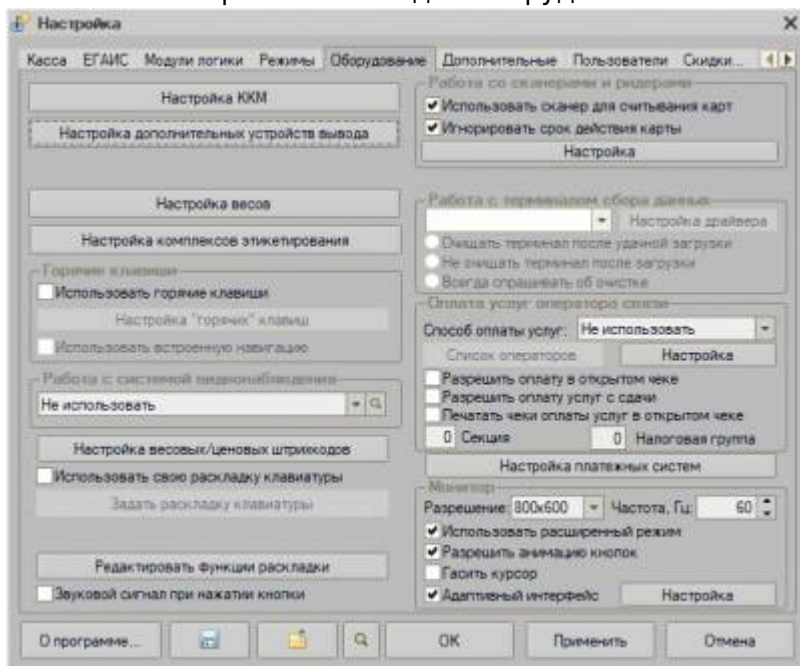 Настройка
Касса ЕГАИС Модули логики Режимы Оборудование Дополнительные Пользователи Скидки...
Настройка ККМ
Настройка дополнительных устройств вывода
Настройка весов
Настройка комплексов этикетирования
Горячие клавиши
Использовать горячие клавиши
Настройка "горячих" клавиш
Использовать встроенную навигацию
Работа с системой видеонаблюдения
Не использовать
Настройка весовых/ценовых штрихкодов
Использовать свою раскладку клавиатуры
Задать раскладку клавиатуры
Редактировать функции раскладки
Звуковой сигнал при нажатии кнопки
Работа со сканерами и ридерами
Использовать сканер для считывания карт
Игнорировать срок действия карты
Настройка
Работа с терминалом сбора данных
Настройка драйвера
Очищать терминал после удачной загрузки
Не очищать терминал после загрузки
Всегда спрашивать об очистке
Оплата услуг оператора связи
Способ оплаты услуг: Не использовать
Список операторов Настройка
Разрешить оплату в открытом чеке
Разрешить оплату услуг с сдачи
Печатать чеки оплаты услуг в открытом чеке
0 Секция 0 Налоговая группа
Настройка платежных систем
Монитор
Разрешение: 800x600 Частота, Гц: 60
Использовать расширенный режим
Разрешить анимацию кнопок
Гасить курсор
Адаптивный интерфейс Настройка
О программе... OK Применить Отмена